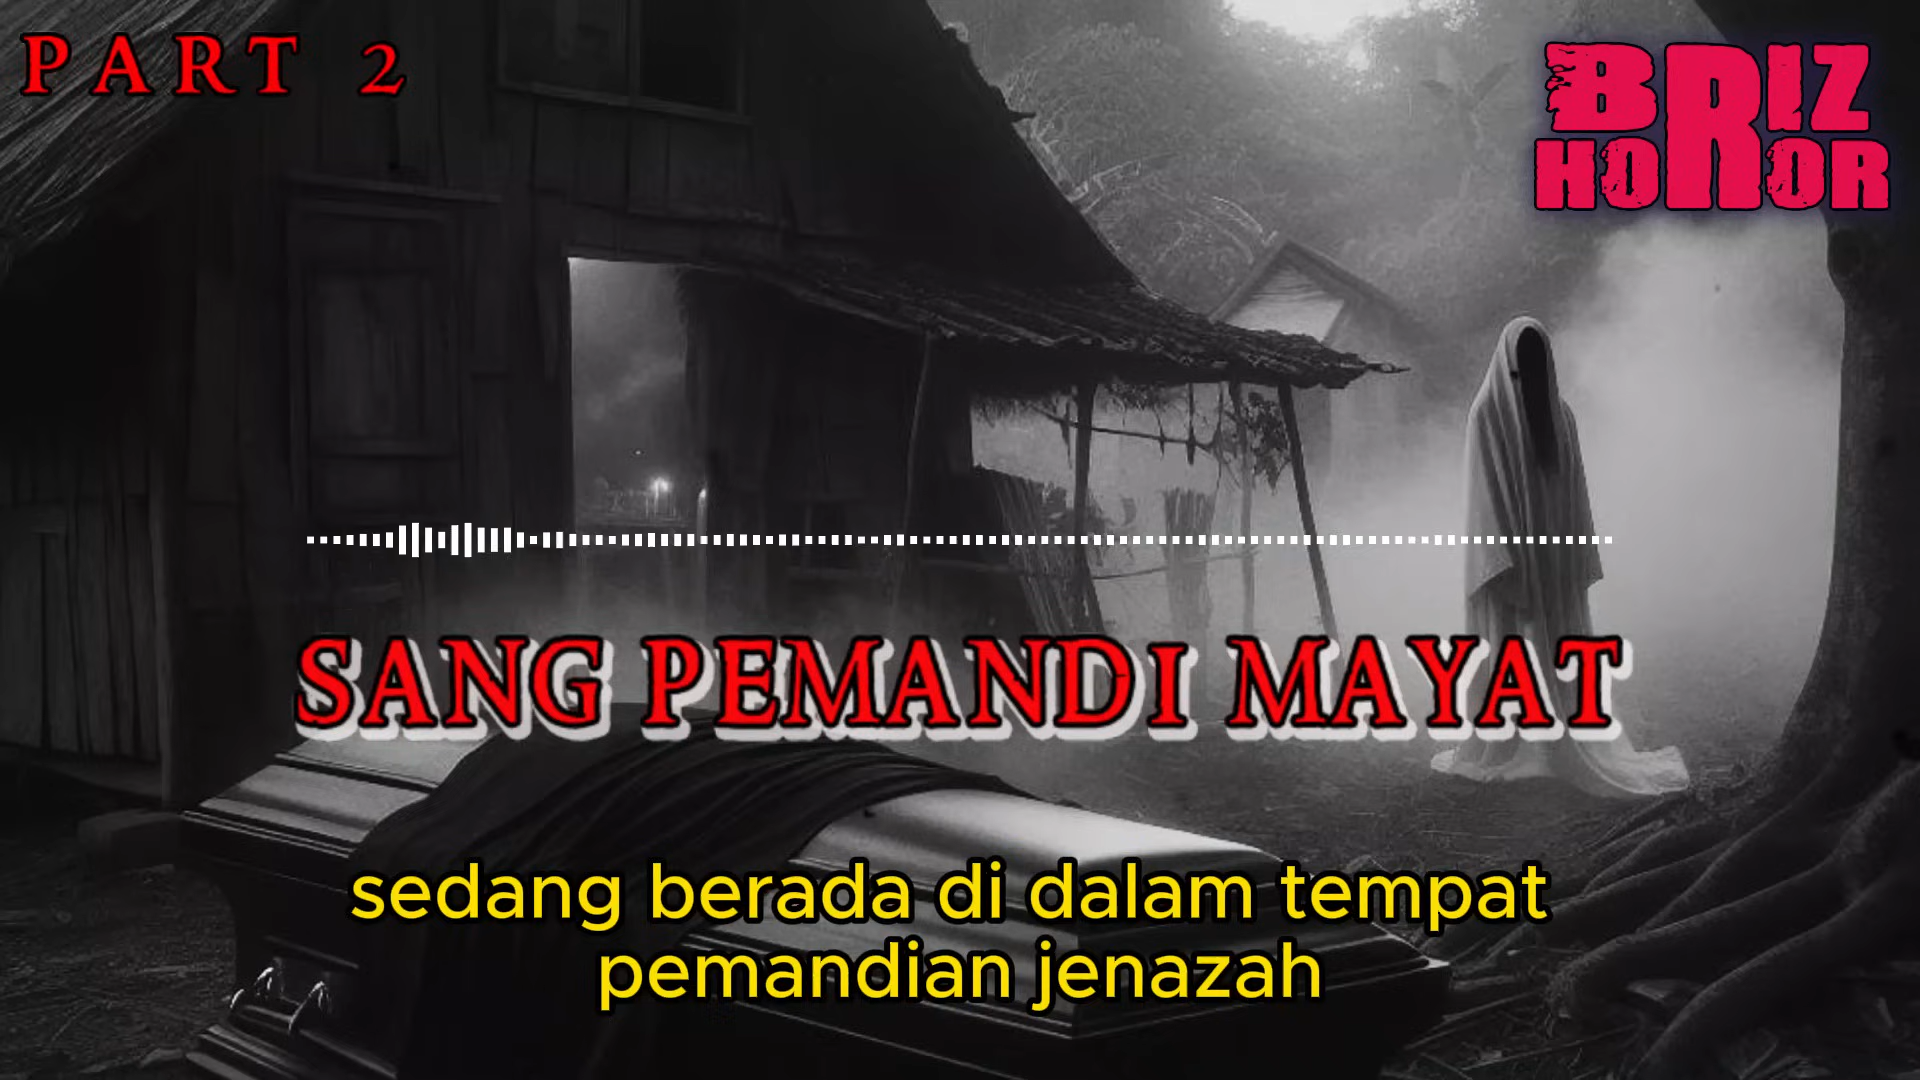 PART 2
BRIZ
HORROR
SANG PEMANDI MAYAT
sedang berada di dalam tempat
pemandian jenazah